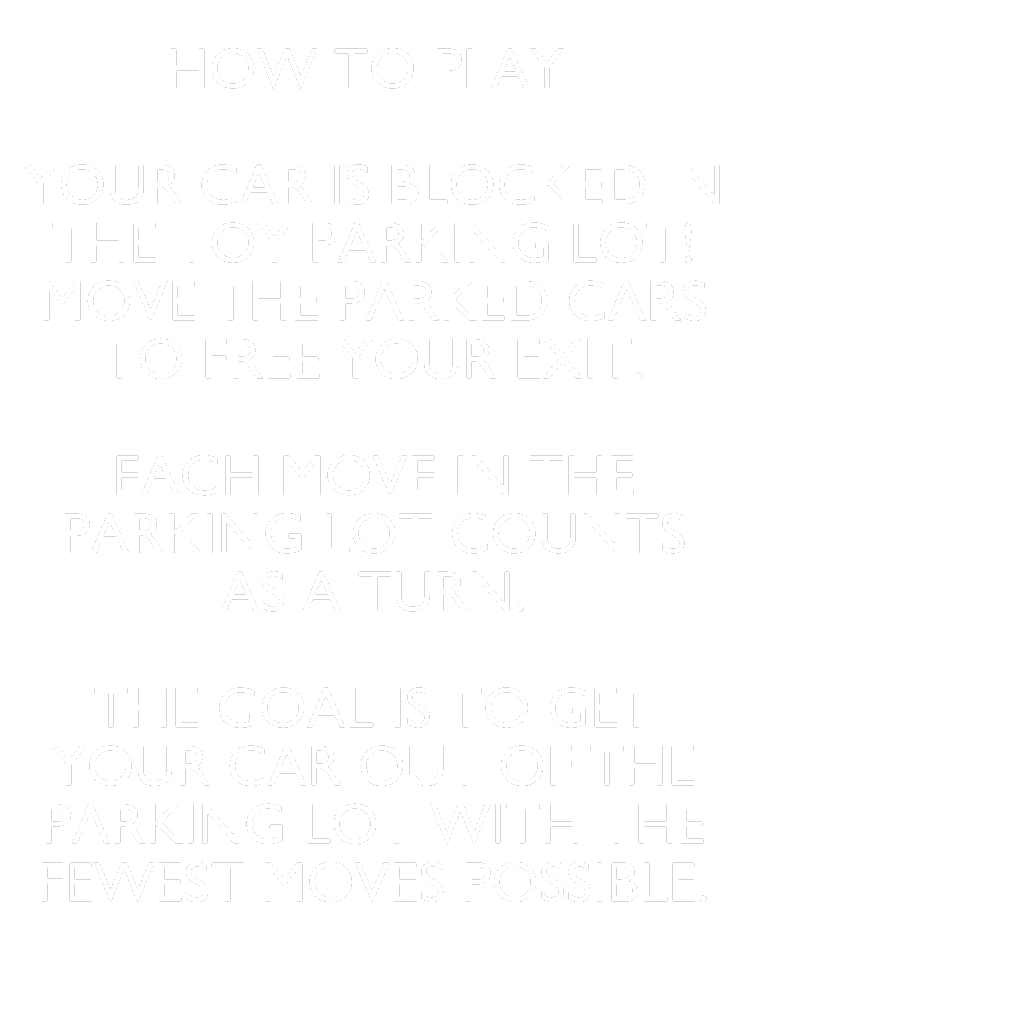 HOW TO PLAY
YOUR CAR IS BLOCKED IN
THE TOY PARKING LOT!
MOVE THE PARKED CARS
TO FREE YOUR EXIT.
EACH MOVE IN THE
PARKING LOT COUNTS
AS A TURN.
THE GOAL IS TO GET
YOUR CAR OUT OF THE
PARKING LOT WITH THE
FEWEST MOVES POSSIBLE.